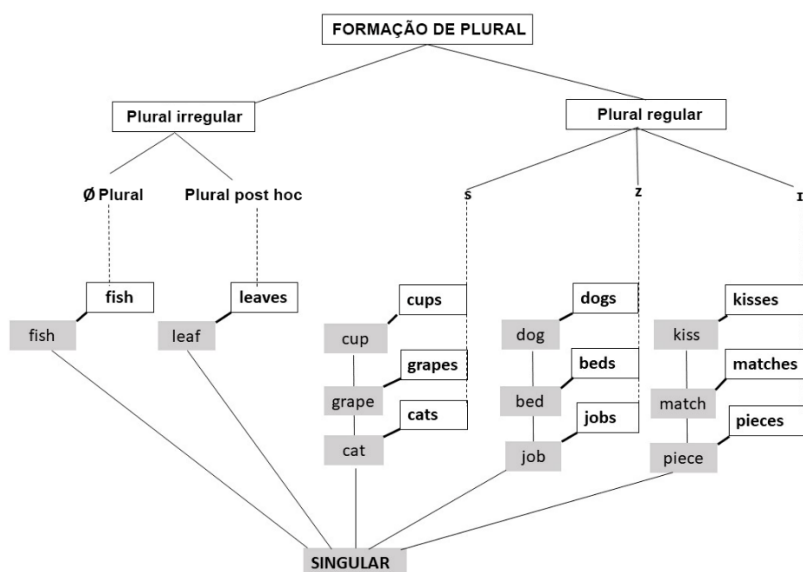 FORMAÇÃO DE PLURAL
Plural irregular
Plural regular
Ø Plural
Plural post hoc
s
z
ɪ
fish
leaves
cups
dogs
kisses
fish
leaf
cup
dog
kiss
grapes
beds
matches
grape
bed
match
cats
jobs
pieces
cat
job
piece
SINGULAR